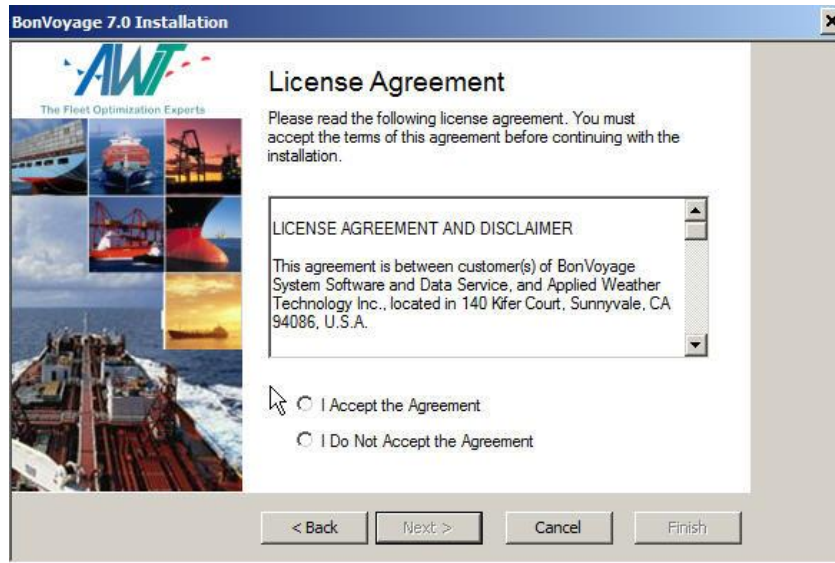 BonVoyage 7.0 Installation
AWT
The Fleet Optimization Experts
License Agreement
Please read the following license agreement. You must
accept the terms of this agreement before continuing with the
installation.
LICENSE AGREEMENT AND DISCLAIMER
This agreement is between customer(s) of BonVoyage
System Software and Data Service, and Applied Weather
Technology Inc., located in 140 Kifer Court, Sunnyvale, CA
94086, U.S.A.
I Accept the Agreement
I Do Not Accept the Agreement
< Back Next > Cancel Finish